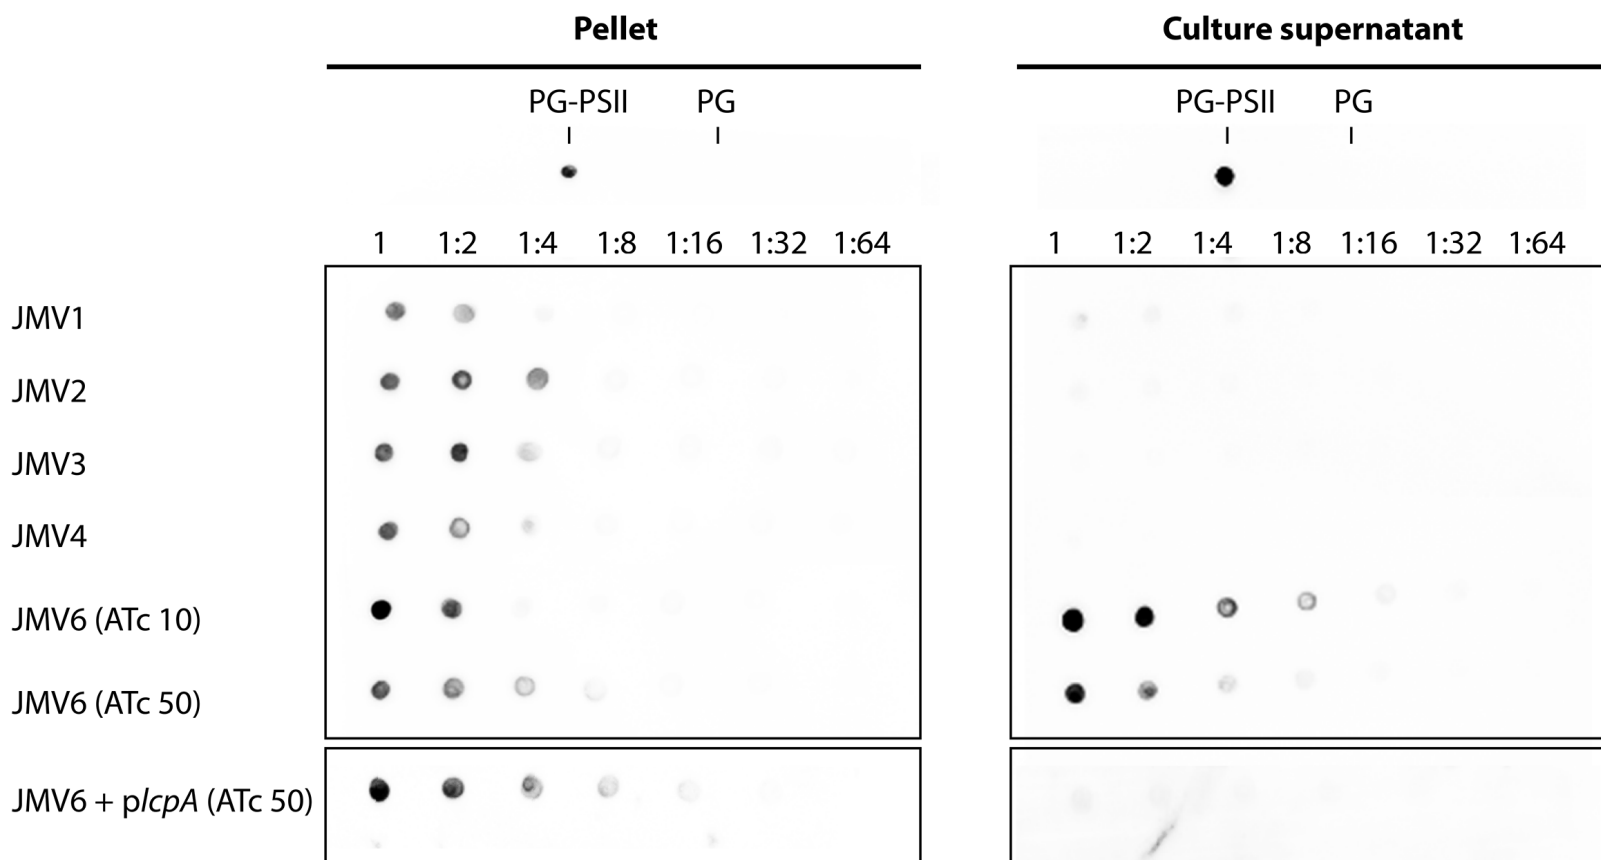 Pellet Culture supernatant
PG-PSII PG PG-PSII PG
1 1:2 1:4 1:8 1:16 1:32 1:64 1 1:2 1:4 1:8 1:16 1:32 1:64
JMV1
JMV2
JMV3
JMV4
JMV6 (ATc 10)
JMV6 (ATc 50)
JMV6 + plcpA (ATc 50)